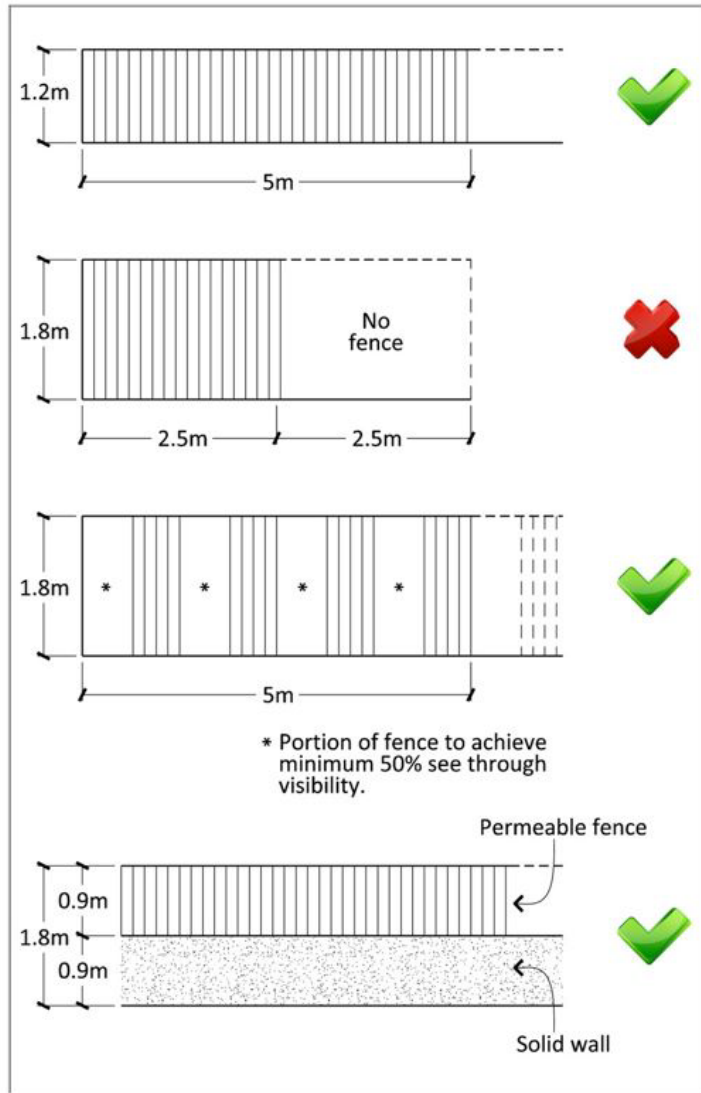 1.2m
5m
1.8m
No
fence
2.5m
2.5m
1.8m
*
*
*
*
5m
* Portion of fence to achieve
minimum 50% see through
visibility.
Permeable fence
0.9m
1.8m
0.9m
Solid wall